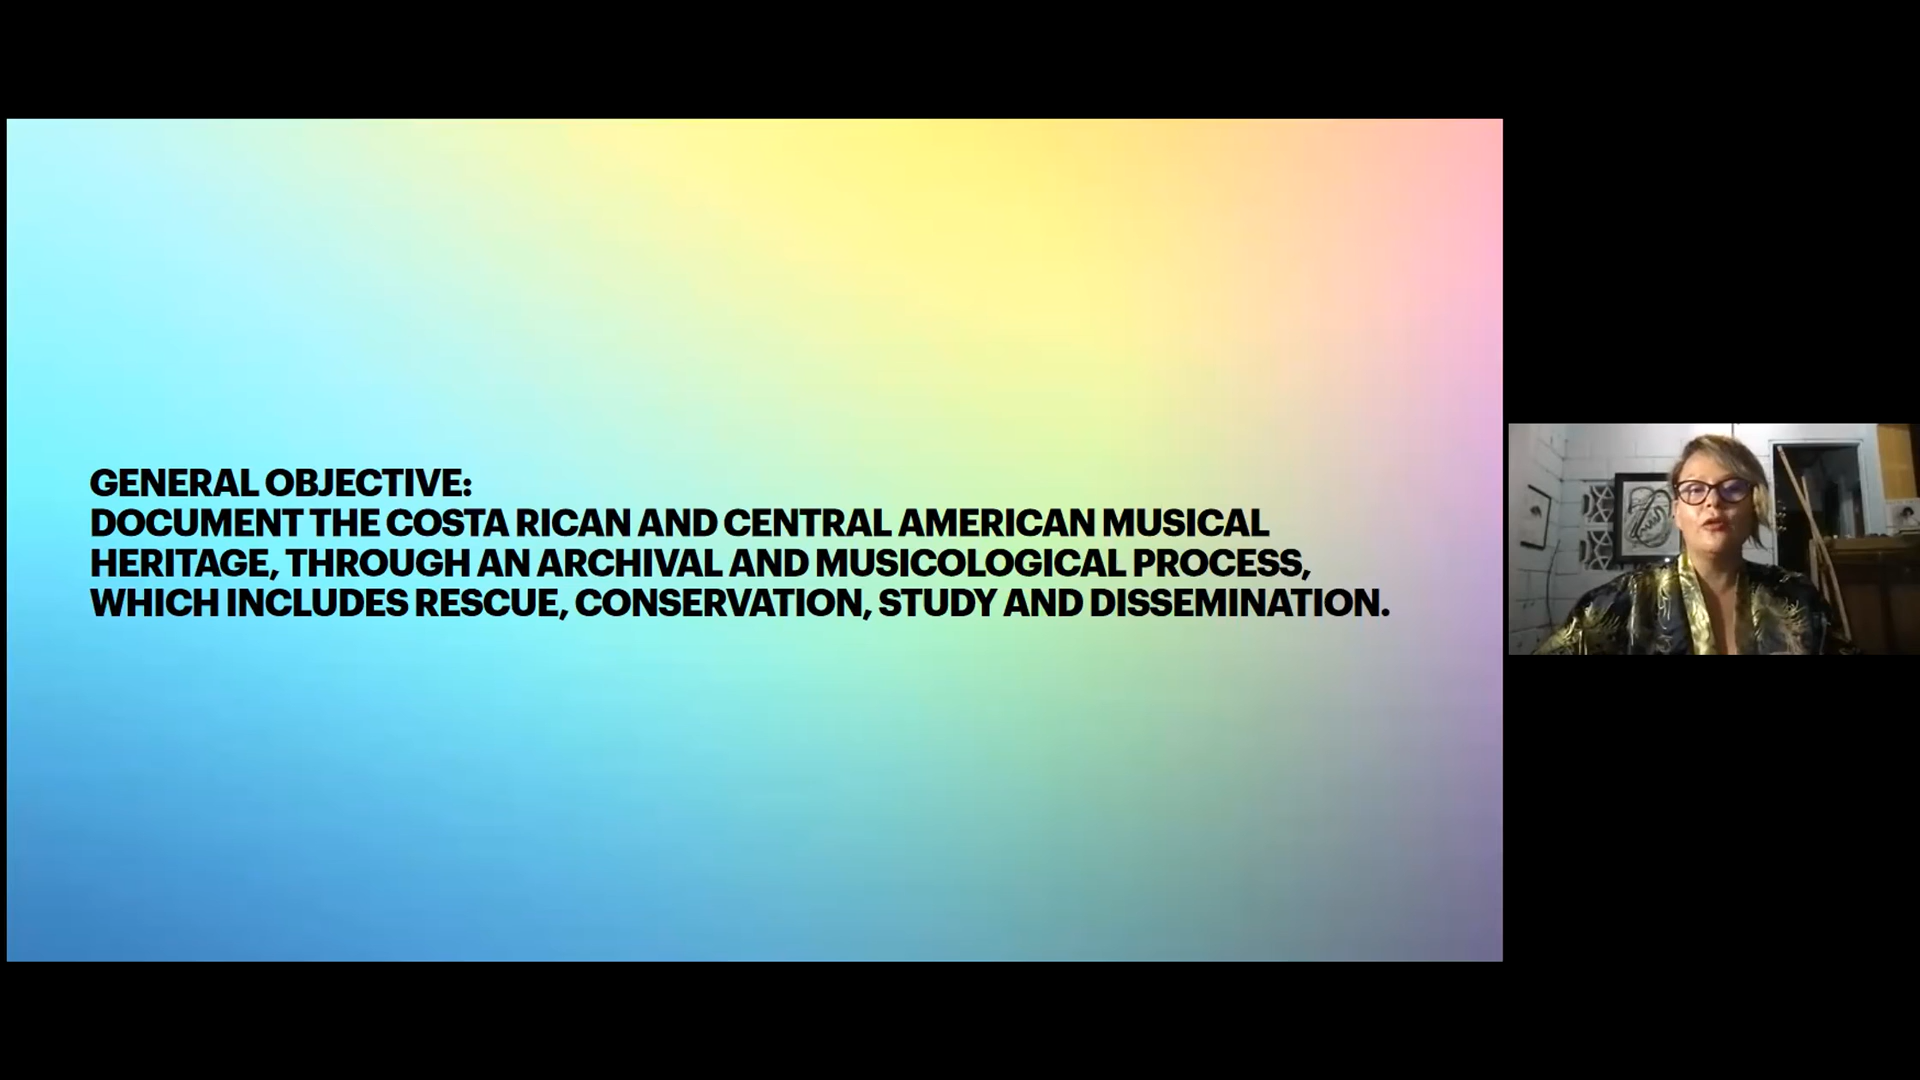 GENERAL OBJECTIVE:
DOCUMENT THE COSTA RICAN AND CENTRAL AMERICAN MUSICAL
HERITAGE, THROUGH AN ARCHIVAL AND MUSICOLOGICAL PROCESS,
WHICH INCLUDES RESCUE, CONSERVATION, STUDY AND DISSEMINATION.